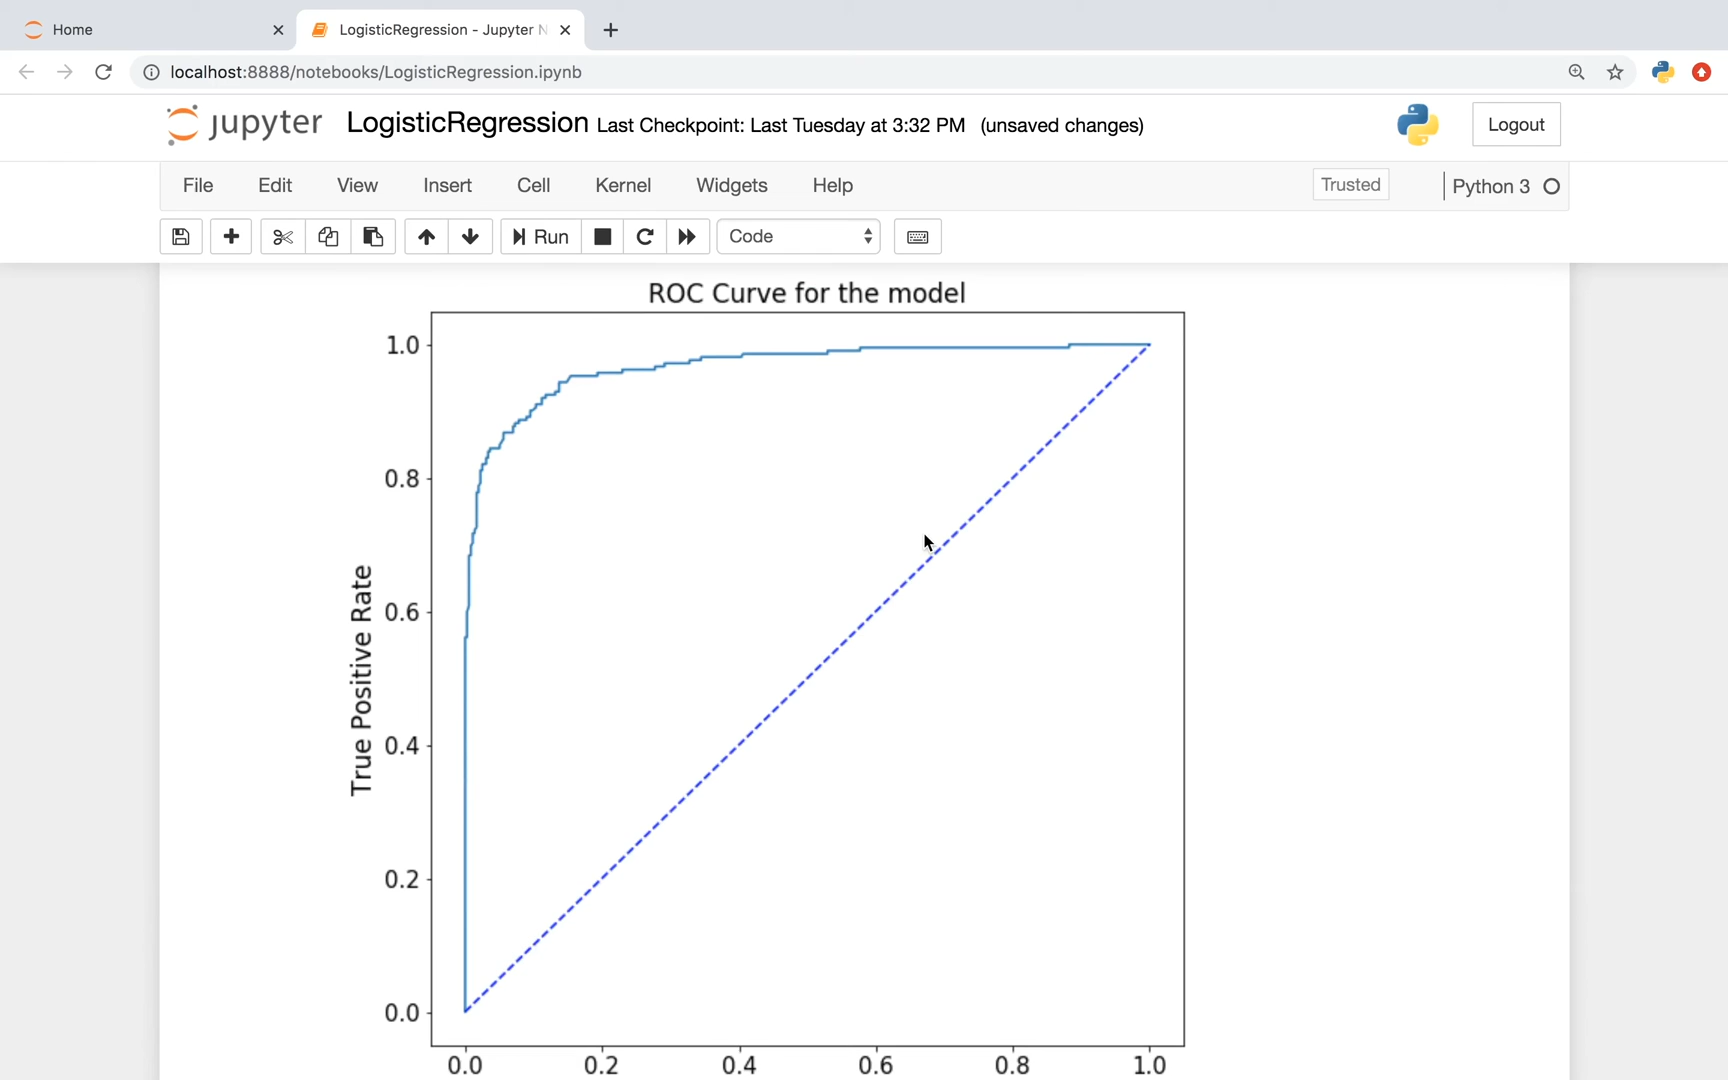 Home
LogisticRegression - Jupyter N
localhost:8888/notebooks/LogisticRegression.ipynb
jupyter LogisticRegression Last Checkpoint: Last Tuesday at 3:32 PM (unsaved changes)
Logout
File Edit View Insert Cell Kernel Widgets Help
Trusted
Python 3
Run
Code
ROC Curve for the model
True Positive Rate
1.0
0.8
0.6
0.4
0.2
0.0
0.0 0.2 0.4 0.6 0.8 1.0